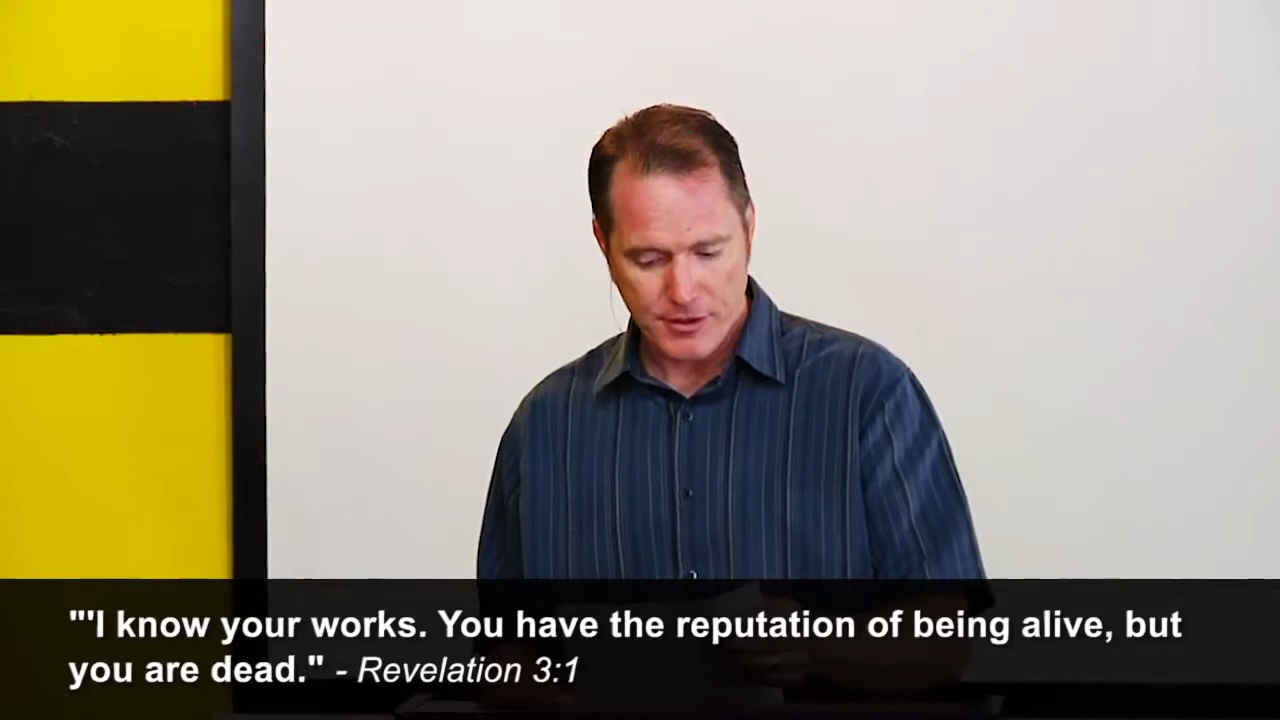 "'I know your works. You have the reputation of being alive, but
you are dead." - Revelation 3:1